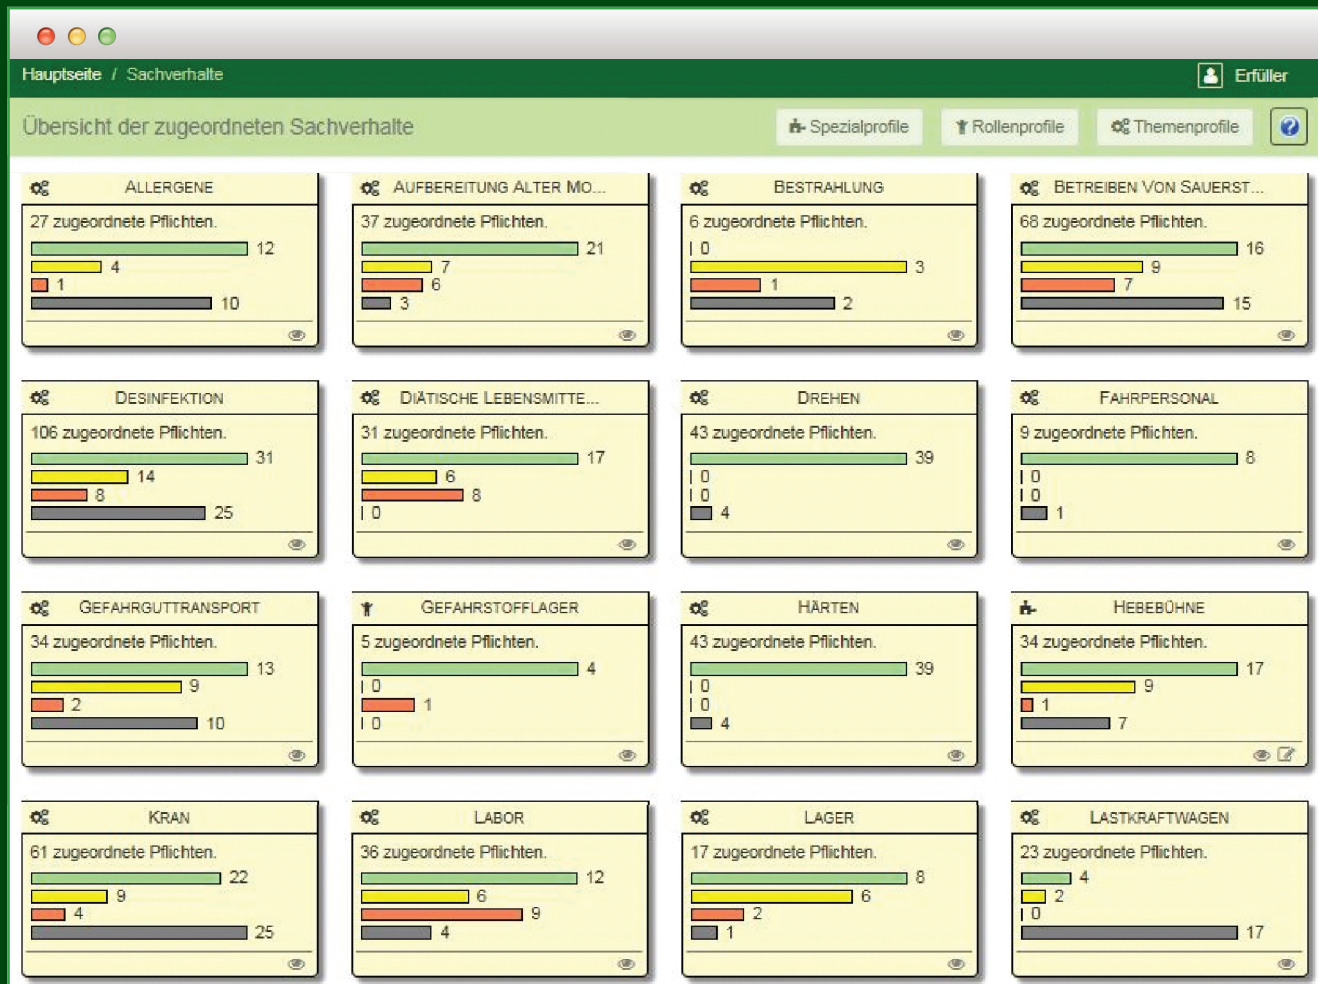 Hauptseite / Sachverhalte
Erfüller
Übersicht der zugeordneten Sachverhalte
Spezialprofile
Rollenprofile
Themenprofile
ALLERGENE
27 zugeordnete Pflichten.
12
4
1
10
AUFBEREITUNG ALTER MO...
37 zugeordnete Pflichten.
21
7
6
3
BESTRAHLUNG
6 zugeordnete Pflichten.
0
3
1
2
BETREIBEN VON SAUERST...
68 zugeordnete Pflichten.
16
9
7
15
DESINFEKTION
106 zugeordnete Pflichten.
31
14
8
25
DIÄTISCHE LEBENSMITTE...
31 zugeordnete Pflichten.
17
6
8
0
DREHEN
43 zugeordnete Pflichten.
39
0
0
4
FAHRPERSONAL
9 zugeordnete Pflichten.
8
0
0
1
GEFAHRGUTTRANSPORT
34 zugeordnete Pflichten.
13
9
2
10
GEFAHRSTOFFLAGER
5 zugeordnete Pflichten.
4
0
1
0
HÄRTEN
43 zugeordnete Pflichten.
39
0
0
4
HEBEBÜHNE
34 zugeordnete Pflichten.
17
9
1
7
KRAN
61 zugeordnete Pflichten.
22
9
4
25
LABOR
36 zugeordnete Pflichten.
12
6
9
4
LAGER
17 zugeordnete Pflichten.
8
6
2
1
LASTKRAFTWAGEN
23 zugeordnete Pflichten.
4
2
0
17